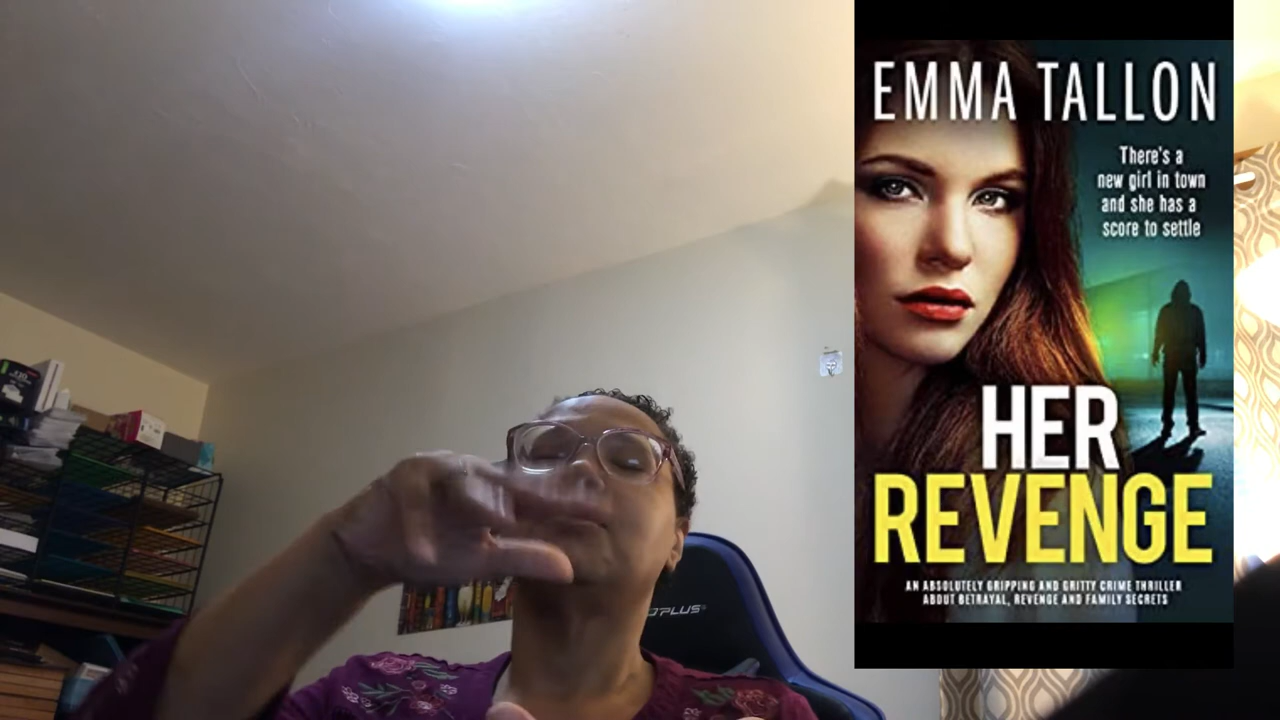 EMMA TALLON
There's a
new girl in town
and she has a
score to settle
HER
REVENGE
AN ABSOLUTELY GRIPPING AND GRITTY CRIME THRILLER
ABOUT BETRAYAL, REVENGE AND FAMILY SECRETS